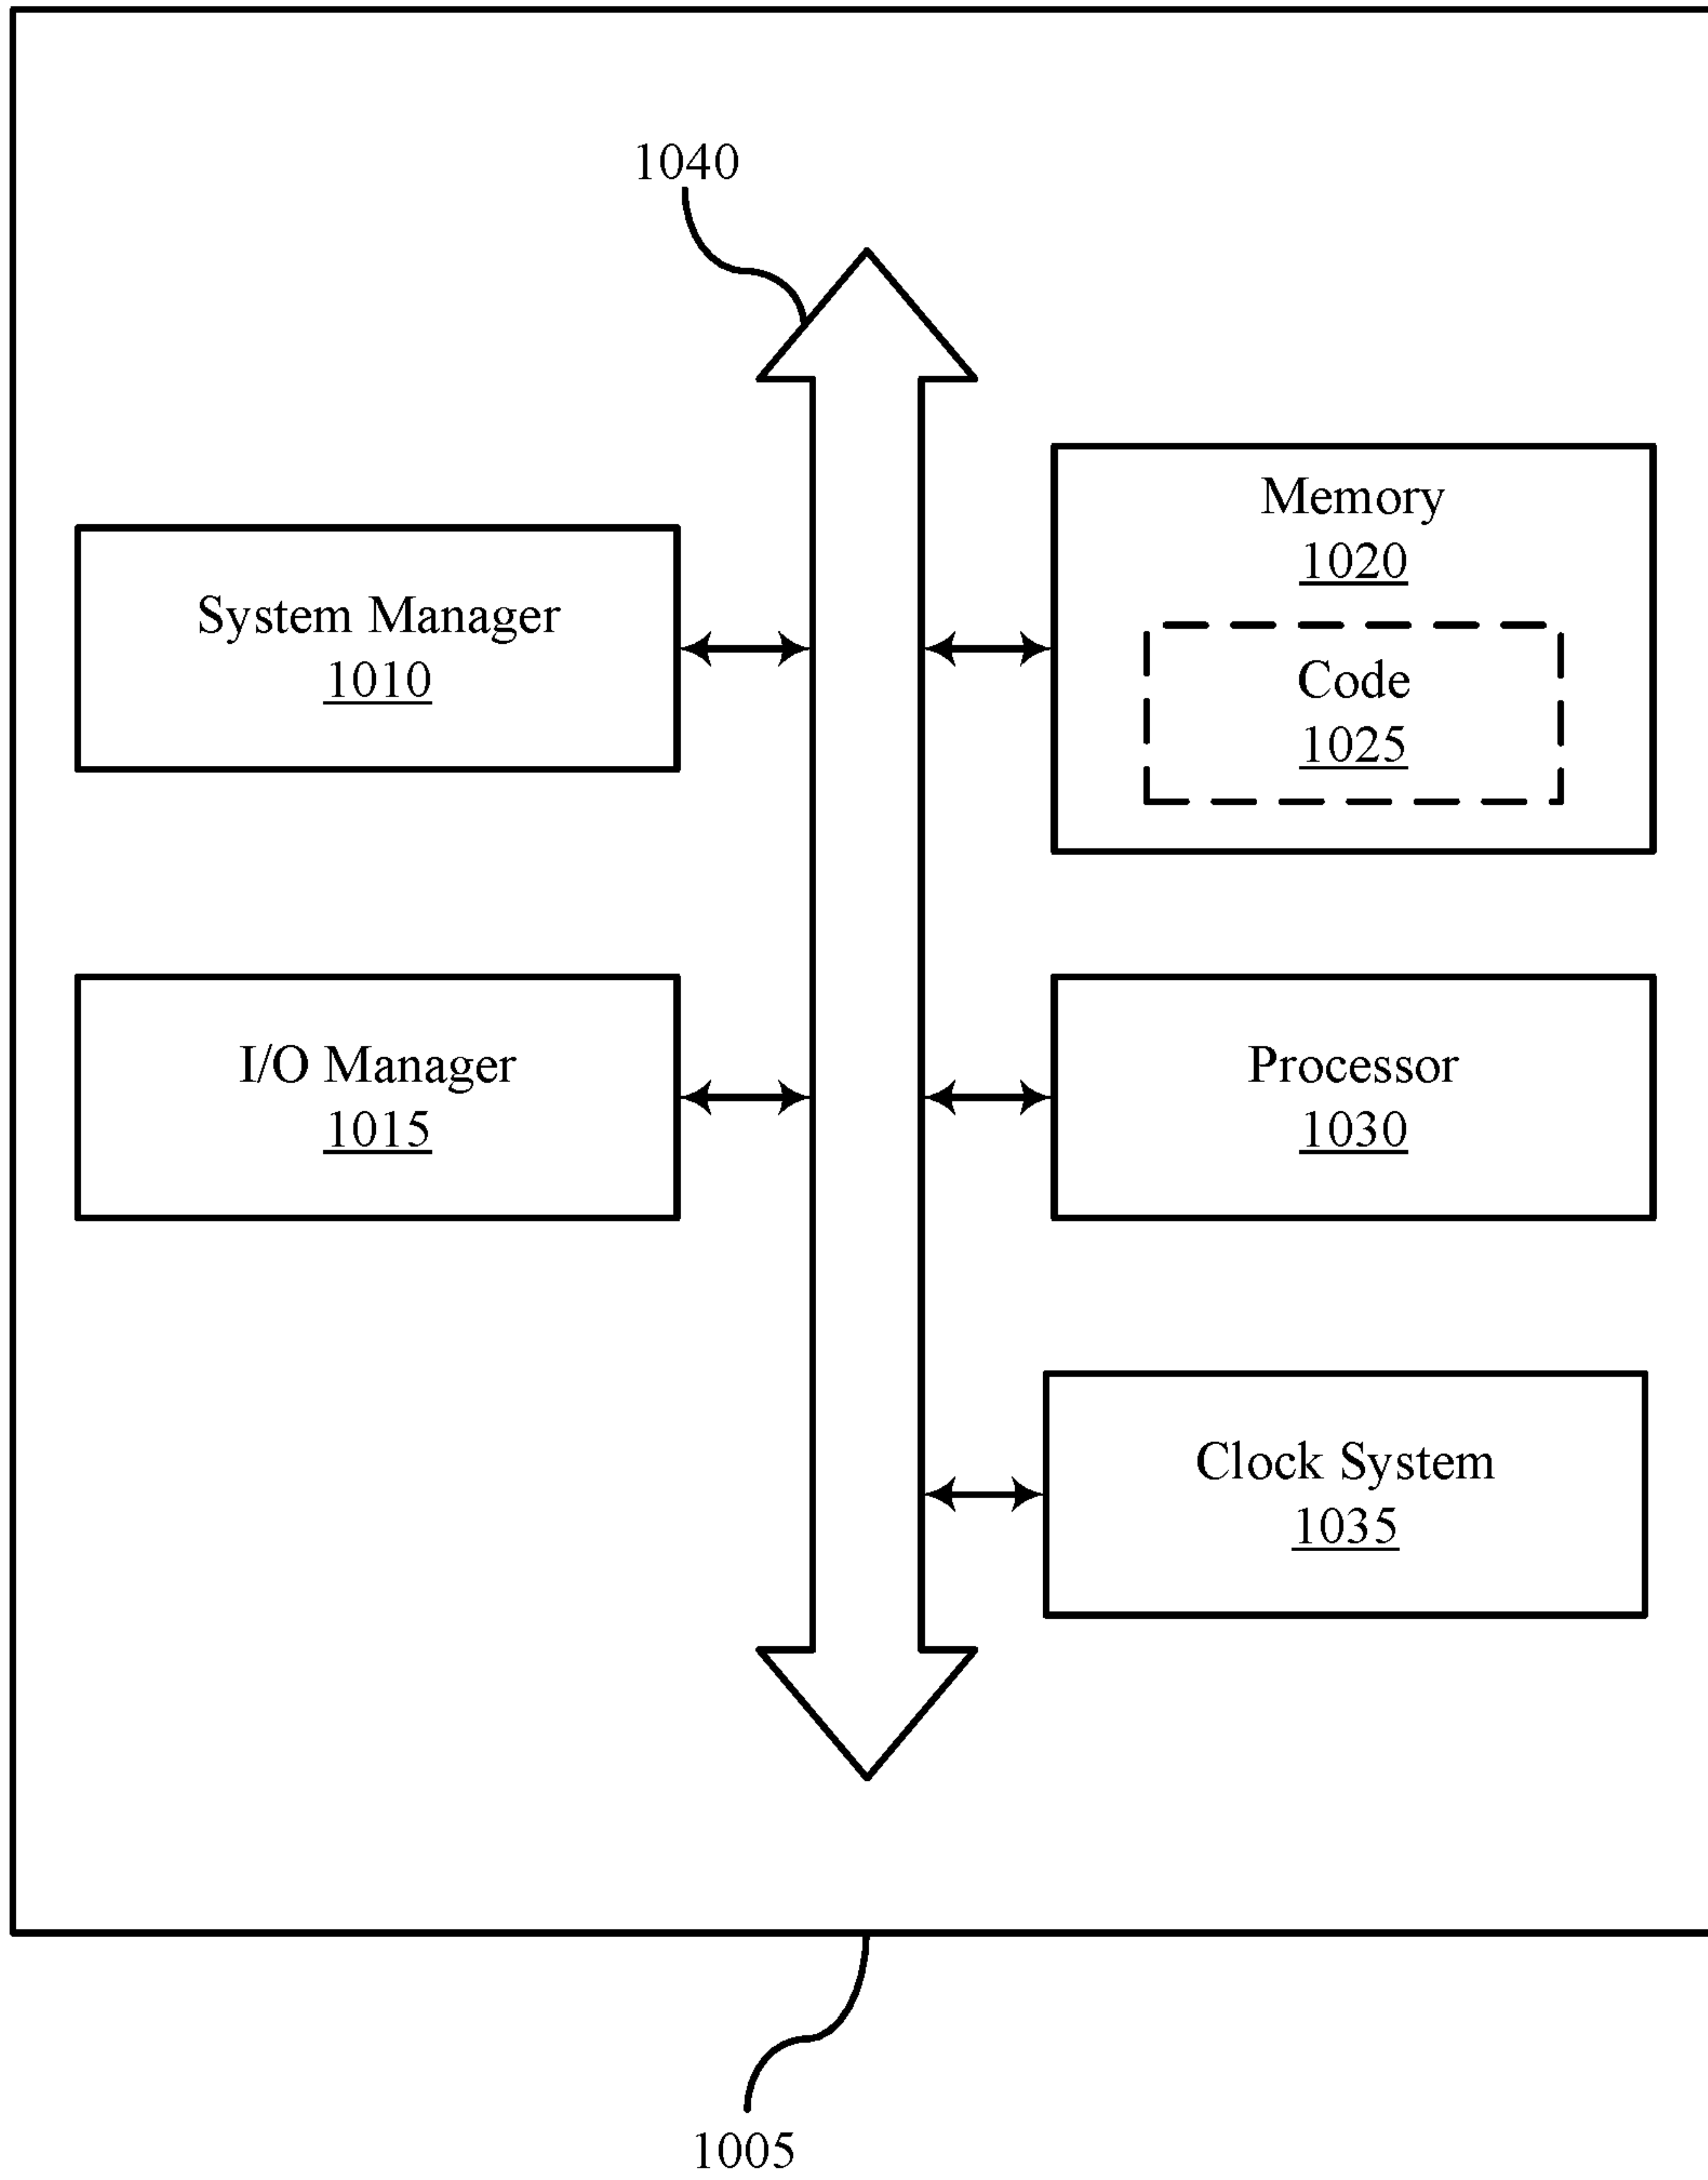 1040
System Manager
1010
Memory
1020
Code
1025
I/O Manager
1015
Processor
1030
Clock System
1035
1005